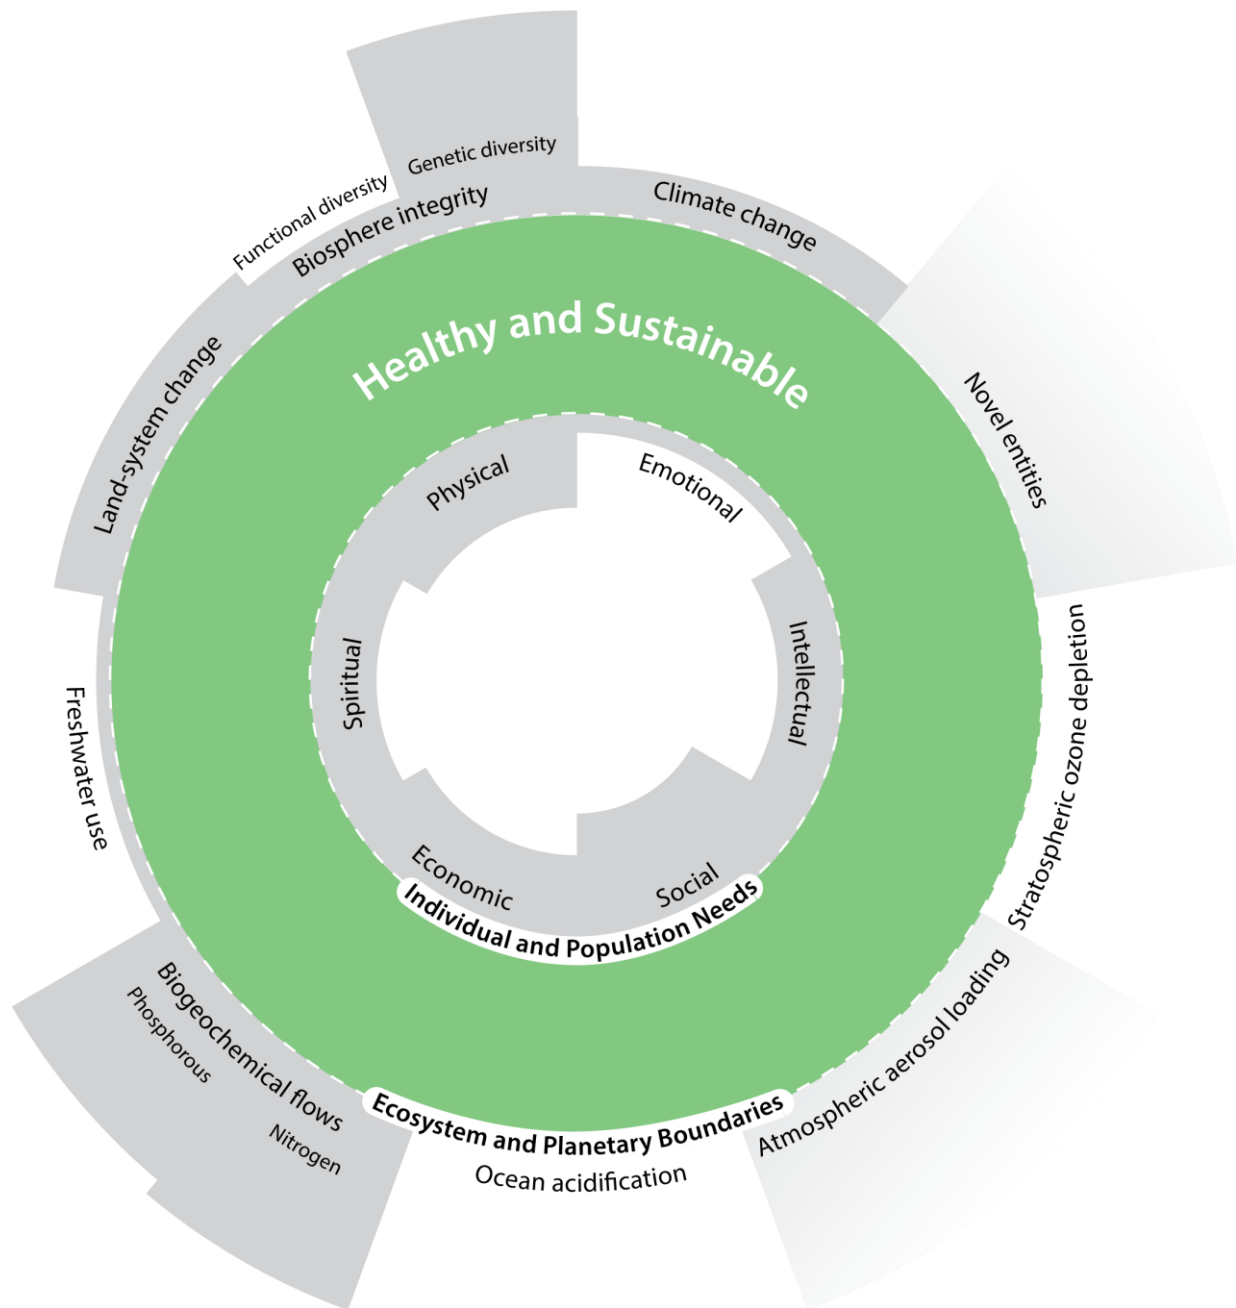 Genetic diversity
Functional diversity
Biosphere integrity
Climate change
Healthy and Sustainable
Land-system change
Novel entities
Physical
Emotional
Spiritual
Intellectual
Freshwater use
Stratospheric ozone depletion
Economic
Social
Individual and Population Needs
Biogeochemical flows
Phosphorous
Nitrogen
Atmospheric aerosol loading
Ecosystem and Planetary Boundaries
Ocean acidification